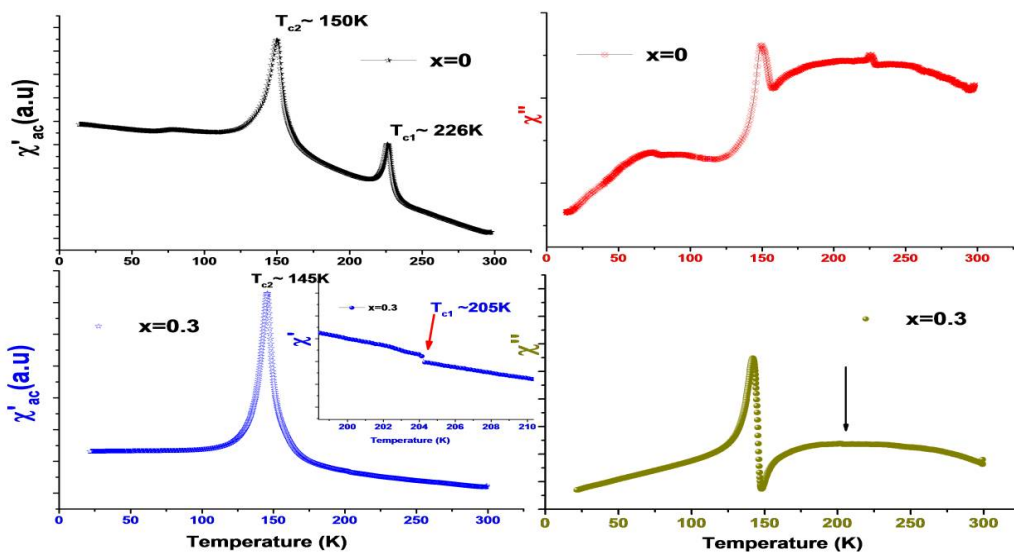 T_c2~ 150K
x=0
T_c1~ 226K
χ'_ac(a.u)
0 50 100 150 200 250 300
x=0
χ''
0 50 100 150 200 250 300
T_c2~ 145K
x=0.3
χ'_ac(a.u)
x=0.3
T_c1 ~205K
χ'
200 202 204 206 208 210
Temperature (K)
0 50 100 150 200 250 300
Temperature (K)
x=0.3
χ''
0 50 100 150 200 250 300
Temperature (K)